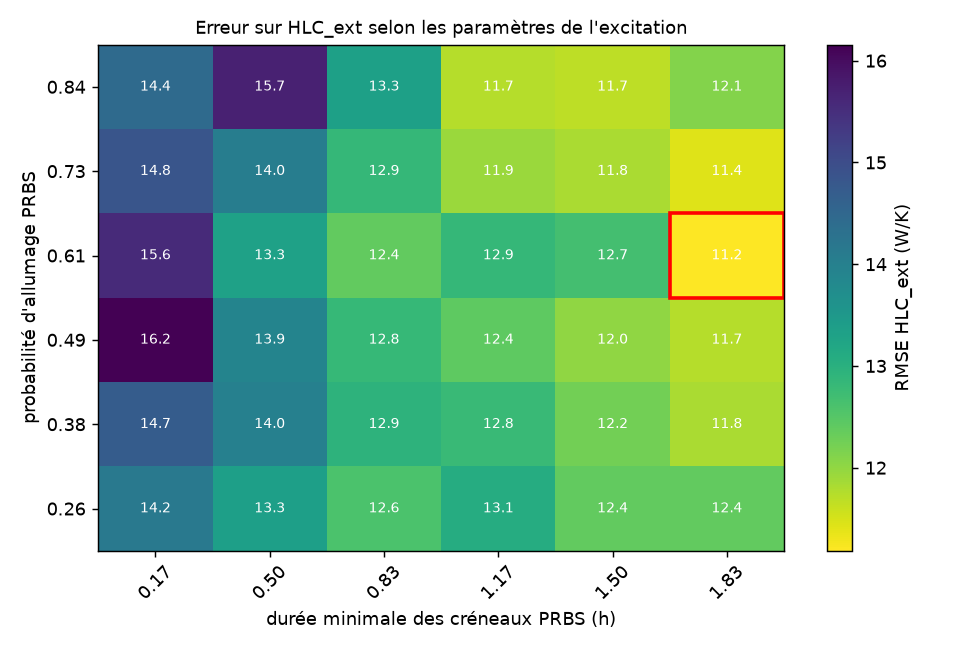 Erreur sur HLC_ext selon les paramètres de l'excitation
probabilité d'allumage PRBS
0.84 14.4 15.7 13.3 11.7 11.7 12.1
0.73 14.8 14.0 12.9 11.9 11.8 11.4
0.61 15.6 13.3 12.4 12.9 12.7 11.2
0.49 16.2 13.9 12.8 12.4 12.0 11.7
0.38 14.7 14.0 12.9 12.8 12.2 11.8
0.26 14.2 13.3 12.6 13.1 12.4 12.4
0.17 0.50 0.83 1.17 1.50 1.83
durée minimale des créneaux PRBS (h)
16
15
14
13
12
RMSE HLC_ext (W/K)